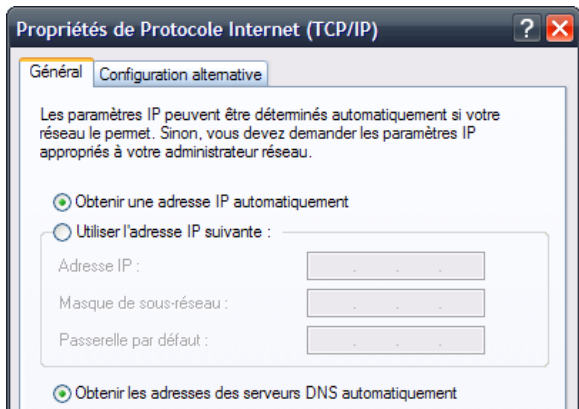 Propriétés de Protocole Internet (TCP/IP)
Général Configuration alternative
Les paramètres IP peuvent être déterminés automatiquement si votre
réseau le permet. Sinon, vous devez demander les paramètres IP
appropriés à votre administrateur réseau.
Obtenir une adresse IP automatiquement
Utiliser l'adresse IP suivante :
Adresse IP :
Masque de sous-réseau :
Passerelle par défaut :
Obtenir les adresses des serveurs DNS automatiquement